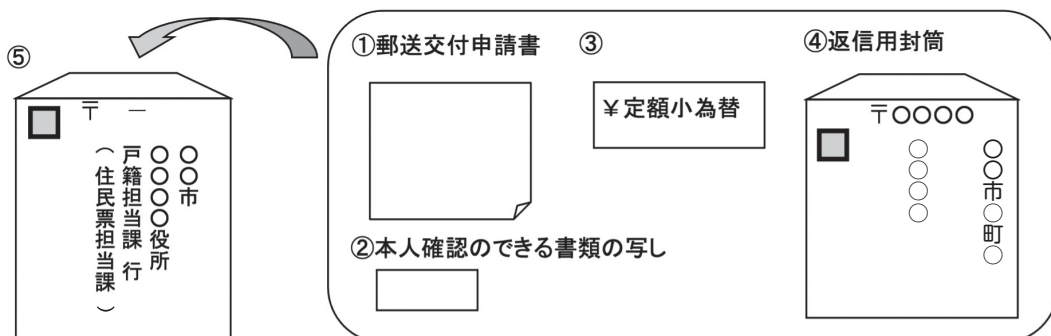 ⑤
〒 ―
〇〇市
〇〇〇〇役所
戸籍担当課 行
(住民票担当課)
①郵送交付申請書
②本人確認のできる書類の写し
③
¥定額小為替
④返信用封筒
〒〇〇〇〇
〇〇市〇町〇
〇〇〇〇